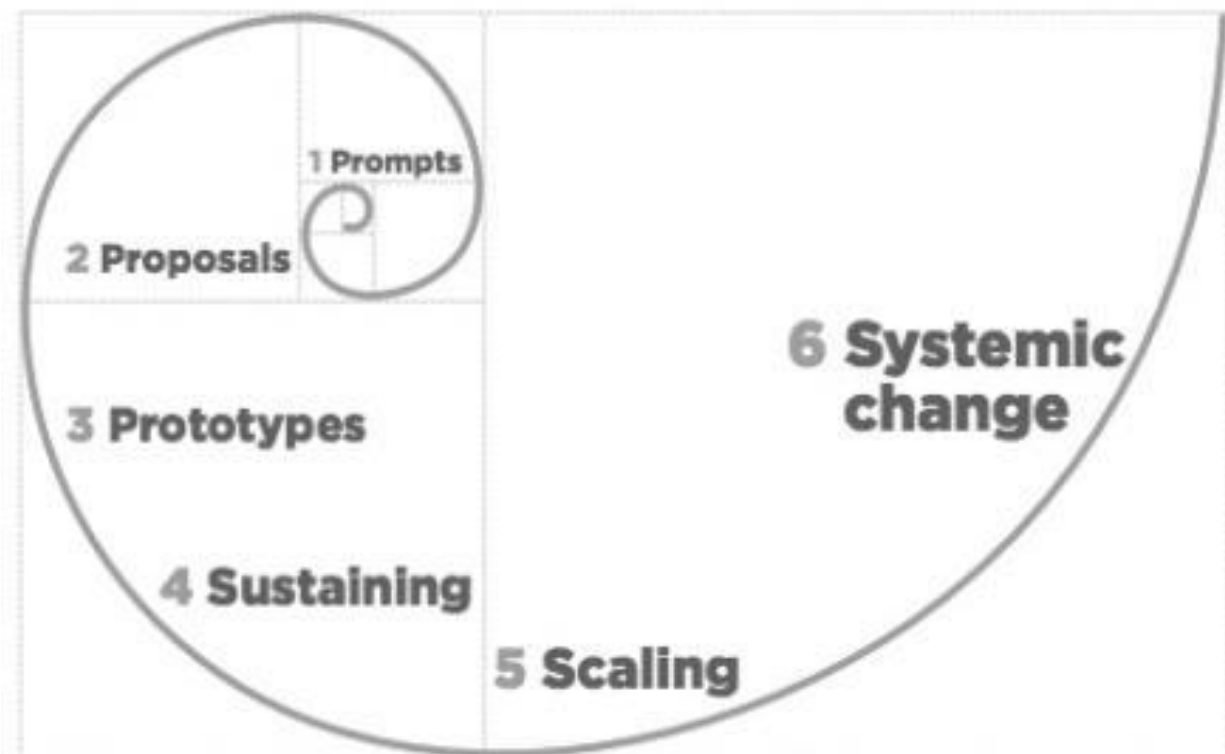 1 Prompts
2 Proposals
3 Prototypes
4 Sustaining
5 Scaling
6 Systemic
change